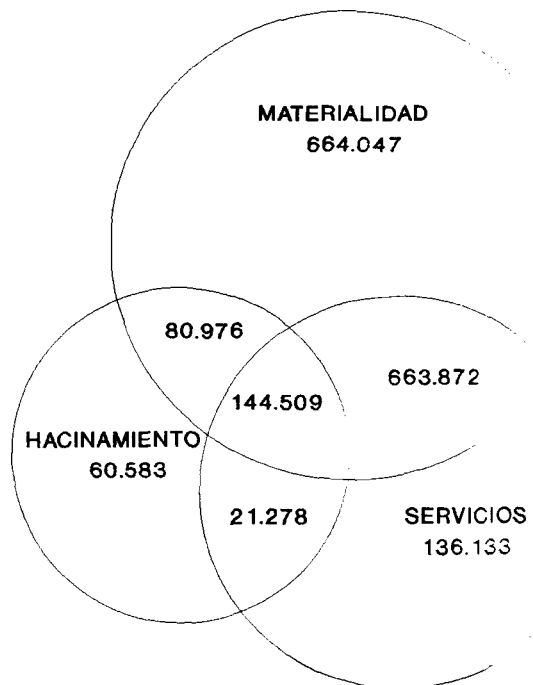 MATERIALIDAD
664.047
80.976
663.872
144.509
HACINAMIENTO
60.583
21.278
SERVICIOS
136.133